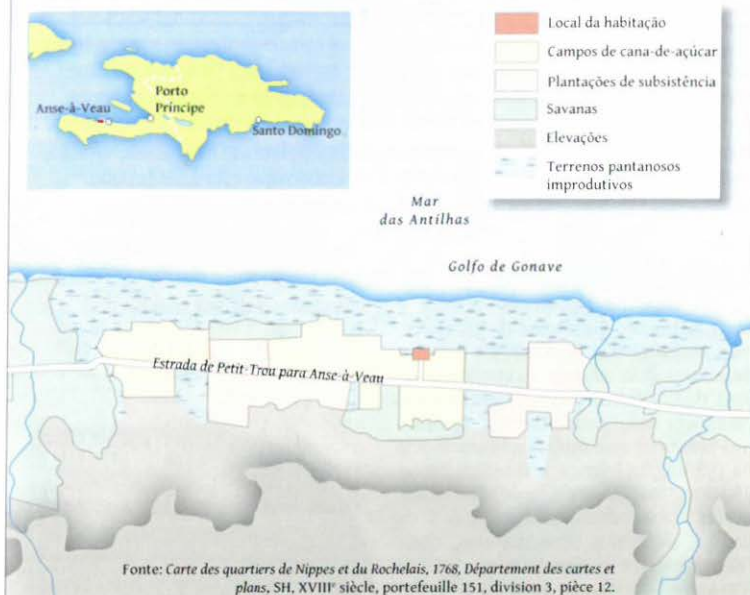 Porto
Príncipe
Anse-à-Veau
Santo Domingo
Local da habitação
Campos de cana-de-açúcar
Plantações de subsistência
Savanas
Elevações
Terrenos pantanosos
improdutivos
Mar
das Antilhas
Golfo de Gonave
Estrada de Petit-Trou para Anse-à-Veau
Fonte: Carte des quartiers de Nippes et du Rochelais, 1768, Département des cartes et
plans, SH, XVIIIᵉ siècle, portefeuille 151, division 3, pièce 12.